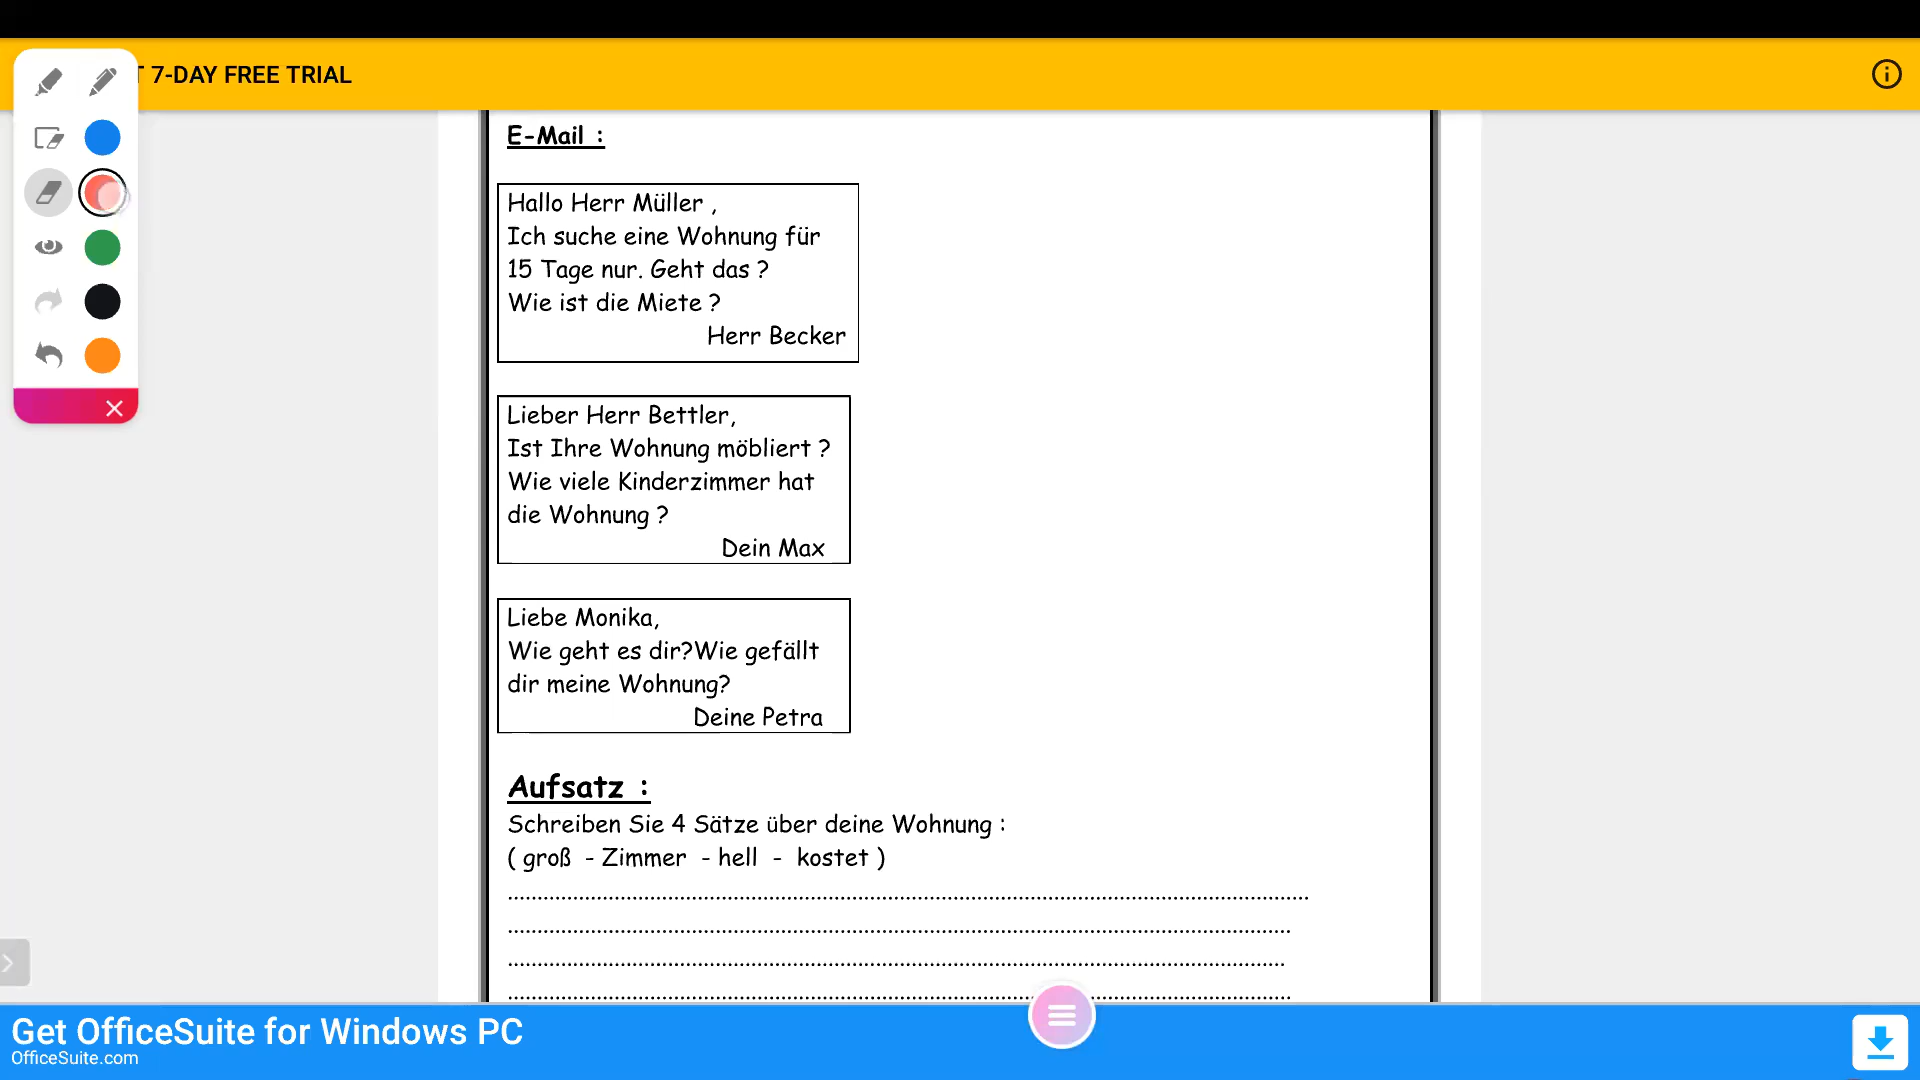 T 7-DAY FREE TRIAL
E-Mail :
Hallo Herr Müller ,
Ich suche eine Wohnung für
15 Tage nur. Geht das ?
Wie ist die Miete ?
Herr Becker
Lieber Herr Bettler,
Ist Ihre Wohnung möbliert ?
Wie viele Kinderzimmer hat
die Wohnung ?
Dein Max
Liebe Monika,
Wie geht es dir?Wie gefällt
dir meine Wohnung?
Deine Petra
Aufsatz :
Schreiben Sie 4 Sätze über deine Wohnung :
( groß - Zimmer - hell - kostet )
Get OfficeSuite for Windows PC
OfficeSuite.com